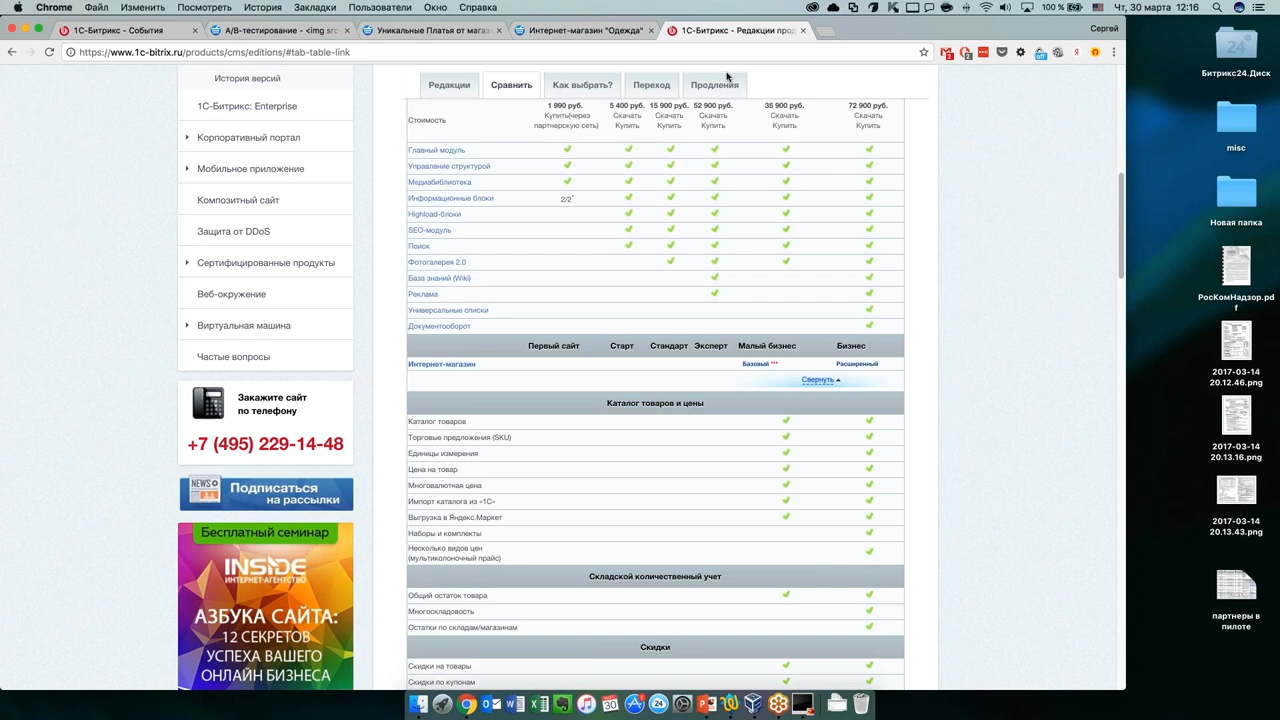 Chrome Файл Изменить Просмотр История Закладки Пользователи Окно Справка
100% Чт, 30 марта 12:16
1С-Битрикс - События
A/B-тестирование - <img src
Уникальные Платья от магаз
Интернет-магазин "Одежда"
1С-Битрикс - Редакции прод
Сергей
https://www.1c-bitrix.ru/products/cms/editions/#tab-table-link
История версий
1С-Битрикс: Enterprise
Корпоративный портал
Мобильное приложение
Композитный сайт
Защита от DDoS
Сертифицированные продукты
Веб-окружение
Виртуальная машина
Частые вопросы
Закажите сайт
по телефону
+7 (495) 229-14-48
NEWS
Подписаться
на рассылки
Бесплатный семинар
INSIDE
ИНТЕРНЕТ-АГЕНТСТВО
АЗБУКА САЙТА:
12 СЕКРЕТОВ
УСПЕХА ВАШЕГО
ОНЛАЙН БИЗНЕСА
Редакции Сравнить Как выбрать? Переход Продления
Стоимость
1 990 руб. 5 400 руб. 15 900 руб. 52 900 руб. 35 900 руб. 72 900 руб.
Купить(через Скачать Скачать Скачать Скачать Скачать
партнерскую сеть) Купить Купить Купить Купить Купить
Главный модуль
Управление структурой
Медиабиблиотека
Информационные блоки 2/2*
Highload-блоки
SEO-модуль
Поиск
Фотогалерея 2.0
База знаний (Wiki)
Реклама
Универсальные списки
Документооборот
Первый сайт Старт Стандарт Эксперт Малый бизнес Бизнес
Интернет-магазин Базовый *** Расширенный
Свернуть
Каталог товаров и цены
Каталог товаров
Торговые предложения (SKU)
Единицы измерения
Цена на товар
Многовалютная цена
Импорт каталога из «1С»
Выгрузка в Яндекс.Маркет
Наборы и комплекты
Несколько видов цен
(мультиколоночный прайс)
Складской количественный учет
Общий остаток товара
Многоскладовость
Остатки по складам/магазинам
Скидки
Скидки на товары
Скидки по купонам
24
Битрикс24.Диск
misc
Новая папка
РосКомНадзор.pd
f
2017-03-14
20.12.46.png
2017-03-14
20.13.16.png
2017-03-14
20.13.43.png
партнеры в
пилоте